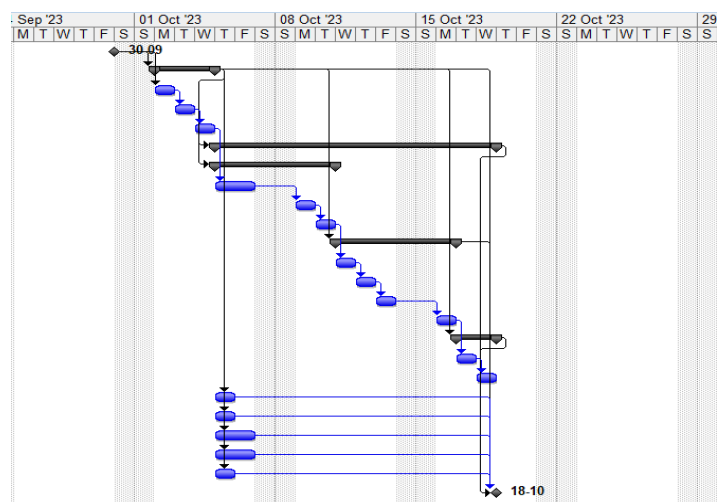 Sep '23 01 Oct '23 08 Oct '23 15 Oct '23 22 Oct '23 29
M T W T F S S M T W T F S S M T W T F S S M T W T F S S M T W T F S S
30-09
18-10